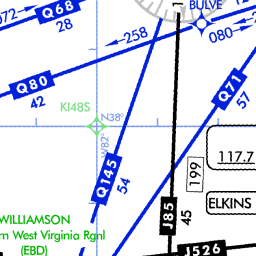 BULVE
072
Q68
28
258
080
Q80
42
Q71
57
KI48S
N38°
W82°
117.7
199
Q145
54
ELKINS
J85
45
WILLIAMSON
rn West Virginia Rgnl
(EBD)
J526